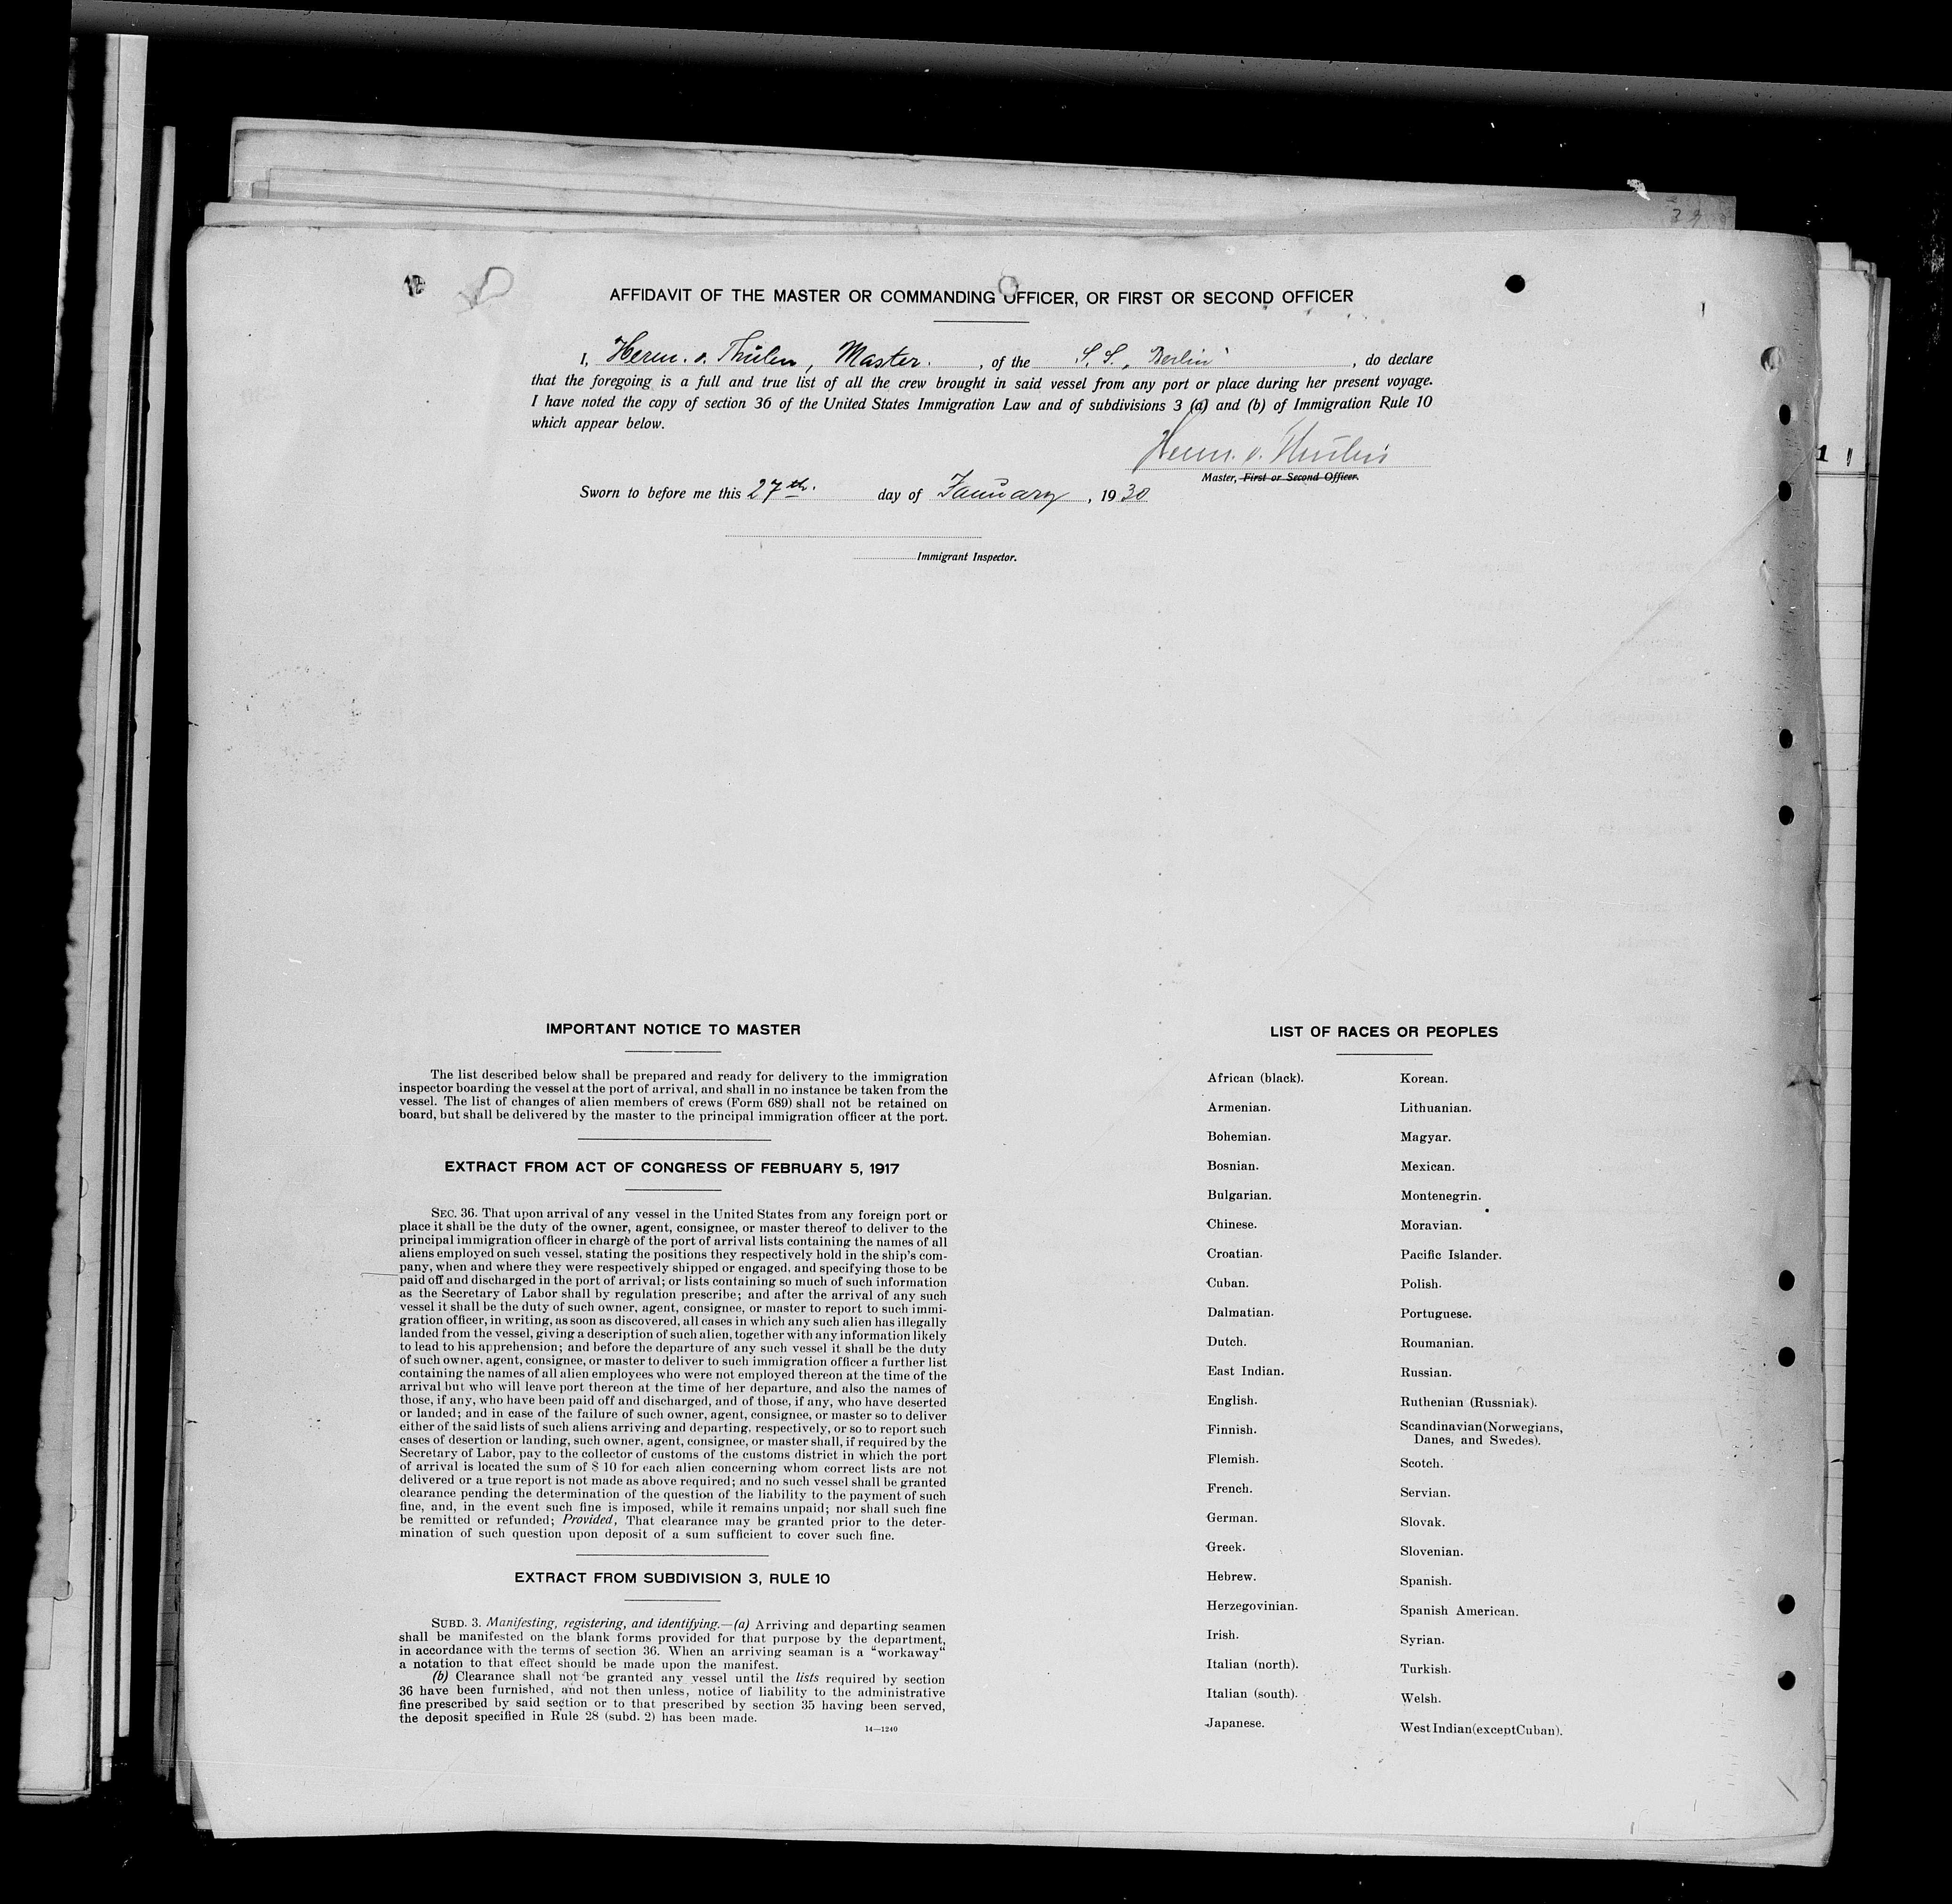 AFFIDAVIT OF THE MASTER OR COMMANDING OFFICER, OR FIRST OR SECOND OFFICER
I, Herm. v. Thülen, Master. , of the S.S. „Berlin“ , do declare
that the foregoing is a full and true list of all the crew brought in said vessel from any port or place during her present voyage.
I have noted the copy of section 36 of the United States Immigration Law and of subdivisions 3 (a) and (b) of Immigration Rule 10
which appear below.
Herm. v. Thülen
Master, First or Second Officer.
Sworn to before me this 27th. day of January , 19 30
Immigrant Inspector.
IMPORTANT NOTICE TO MASTER
The list described below shall be prepared and ready for delivery to the immigration
inspector boarding the vessel at the port of arrival, and shall in no instance be taken from the
vessel. The list of changes of alien members of crews (Form 689) shall not be retained on
board, but shall be delivered by the master to the principal immigration officer at the port.
EXTRACT FROM ACT OF CONGRESS OF FEBRUARY 5, 1917
SEC. 36. That upon arrival of any vessel in the United States from any foreign port or
place it shall be the duty of the owner, agent, consignee, or master thereof to deliver to the
principal immigration officer in charge of the port of arrival lists containing the names of all
aliens employed on such vessel, stating the positions they respectively hold in the ship's com-
pany, when and where they were respectively shipped or engaged, and specifying those to be
paid off and discharged in the port of arrival; or lists containing so much of such information
as the Secretary of Labor shall by regulation prescribe; and after the arrival of any such
vessel it shall be the duty of such owner, agent, consignee, or master to report to such immi-
gration officer, in writing, as soon as discovered, all cases in which any such alien has illegally
landed from the vessel, giving a description of such alien, together with any information likely
to lead to his apprehension; and before the departure of any such vessel it shall be the duty
of such owner, agent, consignee, or master to deliver to such immigration officer a further list
containing the names of all alien employees who were not employed thereon at the time of the
arrival but who will leave port thereon at the time of her departure, and also the names of
those, if any, who have been paid off and discharged, and of those, if any, who have deserted
or landed; and in case of the failure of such owner, agent, consignee, or master so to deliver
either of the said lists of such aliens arriving and departing, respectively, or so to report such
cases of desertion or landing, such owner, agent, consignee, or master shall, if required by the
Secretary of Labor, pay to the collector of customs of the customs district in which the port
of arrival is located the sum of $ 10 for each alien concerning whom correct lists are not
delivered or a true report is not made as above required; and no such vessel shall be granted
clearance pending the determination of the question of the liability to the payment of such
fine, and, in the event such fine is imposed, while it remains unpaid; nor shall such fine
be remitted or refunded; Provided, That clearance may be granted prior to the deter-
mination of such question upon deposit of a sum sufficient to cover such fine.
EXTRACT FROM SUBDIVISION 3, RULE 10
SUBD. 3. Manifesting, registering, and identifying.—(a) Arriving and departing seamen
shall be manifested on the blank forms provided for that purpose by the department,
in accordance with the terms of section 36. When an arriving seaman is a “workaway“
a notation to that effect should be made upon the manifest.
(b) Clearance shall not be granted any vessel until the lists required by section
36 have been furnished, and not then unless, notice of liability to the administrative
fine prescribed by said section or to that prescribed by section 35 having been served,
the deposit specified in Rule 28 (subd. 2) has been made.
14—1240
LIST OF RACES OR PEOPLES
African (black).
Armenian.
Bohemian.
Bosnian.
Bulgarian.
Chinese.
Croatian.
Cuban.
Dalmatian.
Dutch.
East Indian.
English.
Finnish.
Flemish.
French.
German.
Greek.
Hebrew.
Herzegovinian.
Irish.
Italian (north).
Italian (south).
Japanese.
Korean.
Lithuanian.
Magyar.
Mexican.
Montenegrin.
Moravian.
Pacific Islander.
Polish.
Portuguese.
Roumanian.
Russian.
Ruthenian (Russniak).
Scandinavian (Norwegians,
Danes, and Swedes).
Scotch.
Servian.
Slovak.
Slovenian.
Spanish.
Spanish American.
Syrian.
Turkish.
Welsh.
West Indian (except Cuban).